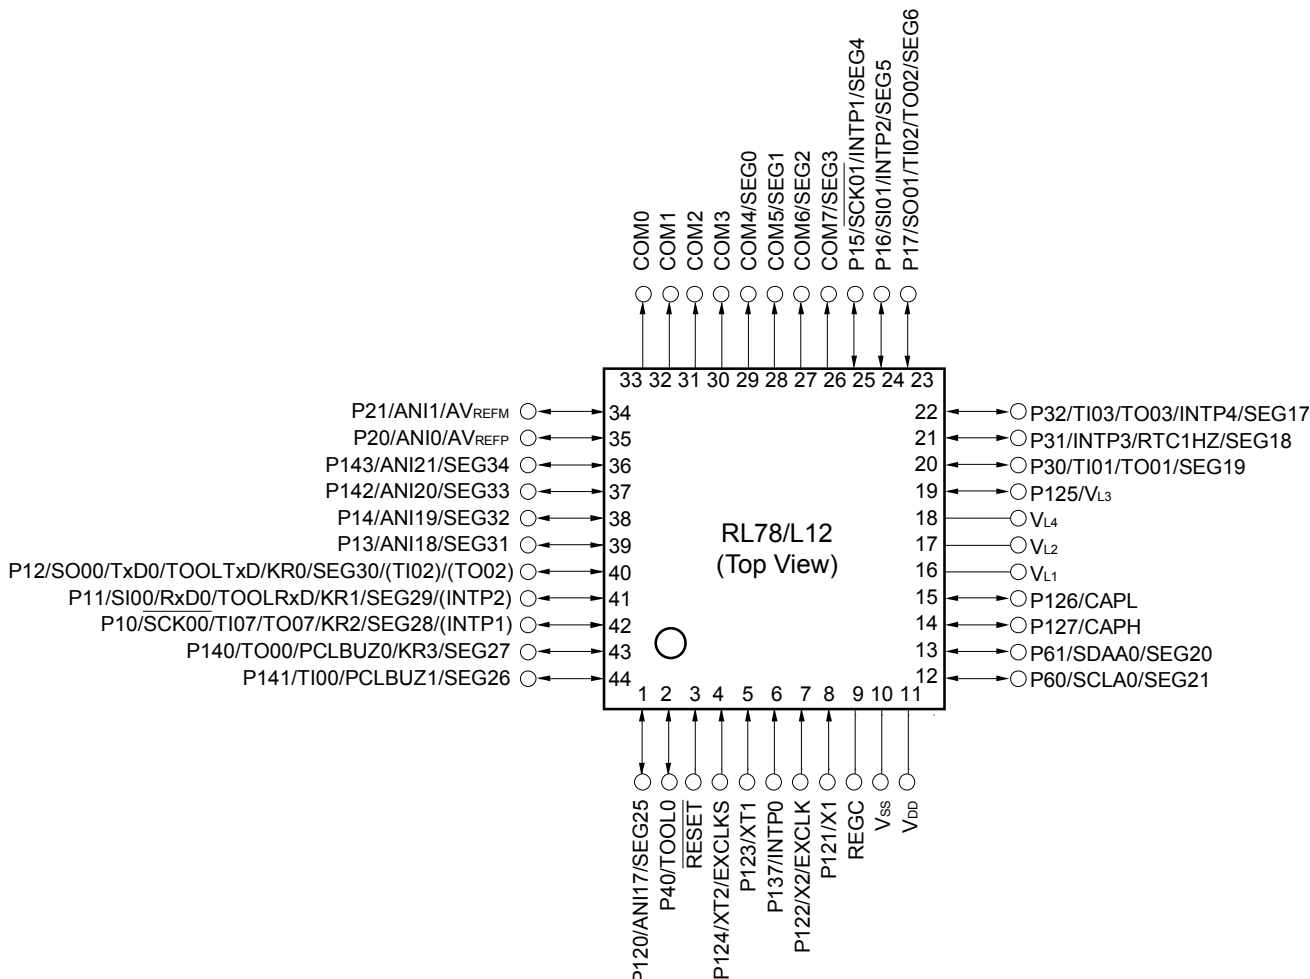 COM0
COM1
COM2
COM3
COM4/SEG0
COM5/SEG1
COM6/SEG2
COM7/SEG3
P15/SCK01/INTP1/SEG4
P16/SI01/INTP2/SEG5
P17/SO01/TI02/TO02/SEG6
33 32 31 30 29 28 27 26 25 24 23
P21/ANI1/AVREFM 34
P20/ANI0/AVREFP 35
P143/ANI21/SEG34 36
P142/ANI20/SEG33 37
P14/ANI19/SEG32 38
P13/ANI18/SEG31 39
P12/SO00/TxD0/TOOLTxD/KR0/SEG30/(TI02)/(TO02) 40
P11/SI00/RxD0/TOOLRxD/KR1/SEG29/(INTP2) 41
P10/SCK00/TI07/TO07/KR2/SEG28/(INTP1) 42
P140/TO00/PCLBUZ0/KR3/SEG27 43
P141/TI00/PCLBUZ1/SEG26 44
RL78/L12
(Top View)
22 P32/TI03/TO03/INTP4/SEG17
21 P31/INTP3/RTC1HZ/SEG18
20 P30/TI01/TO01/SEG19
19 P125/VL3
18 VL4
17 VL2
16 VL1
15 P126/CAPL
14 P127/CAPH
13 P61/SDAA0/SEG20
12 P60/SCLA0/SEG21
1 2 3 4 5 6 7 8 9 10 11
P120/ANI17/SEG25
P40/TOOL0
RESET
P124/XT2/EXCLKS
P123/XT1
P137/INTP0
P122/X2/EXCLK
P121/X1
REGC
VSS
VDD